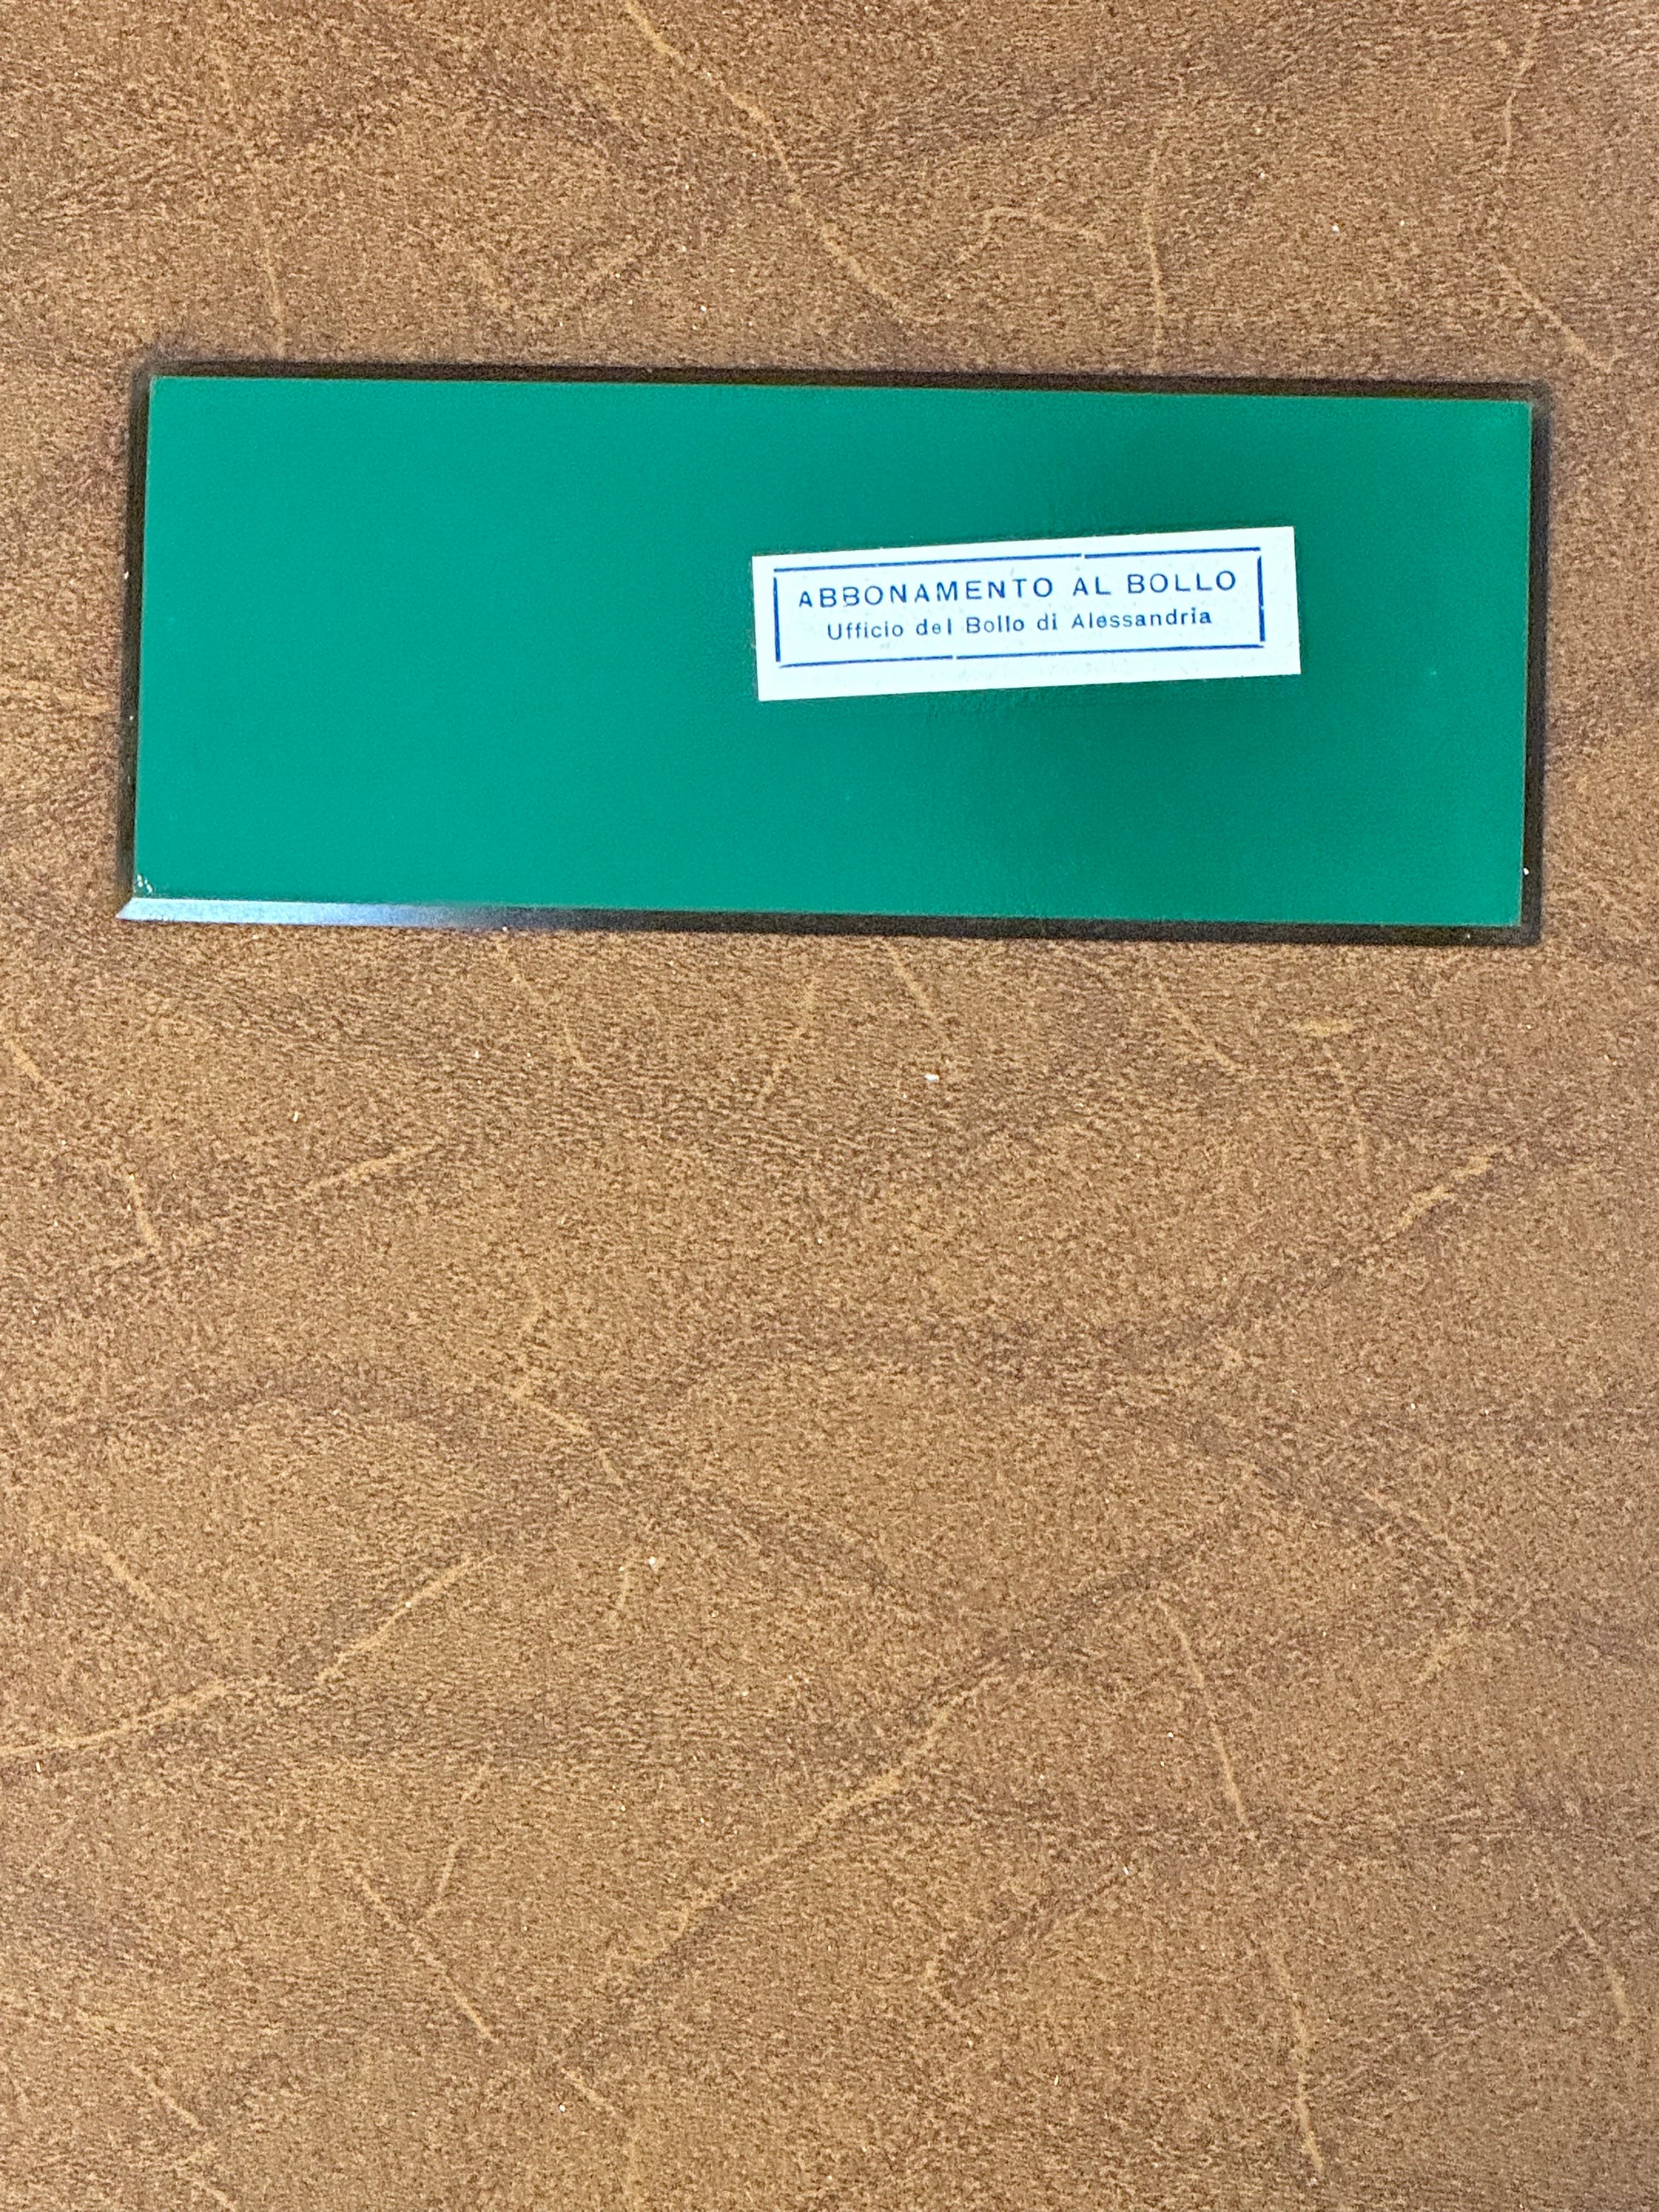 ABBONAMENTO AL BOLLO
Ufficio del Bollo di Alessandria